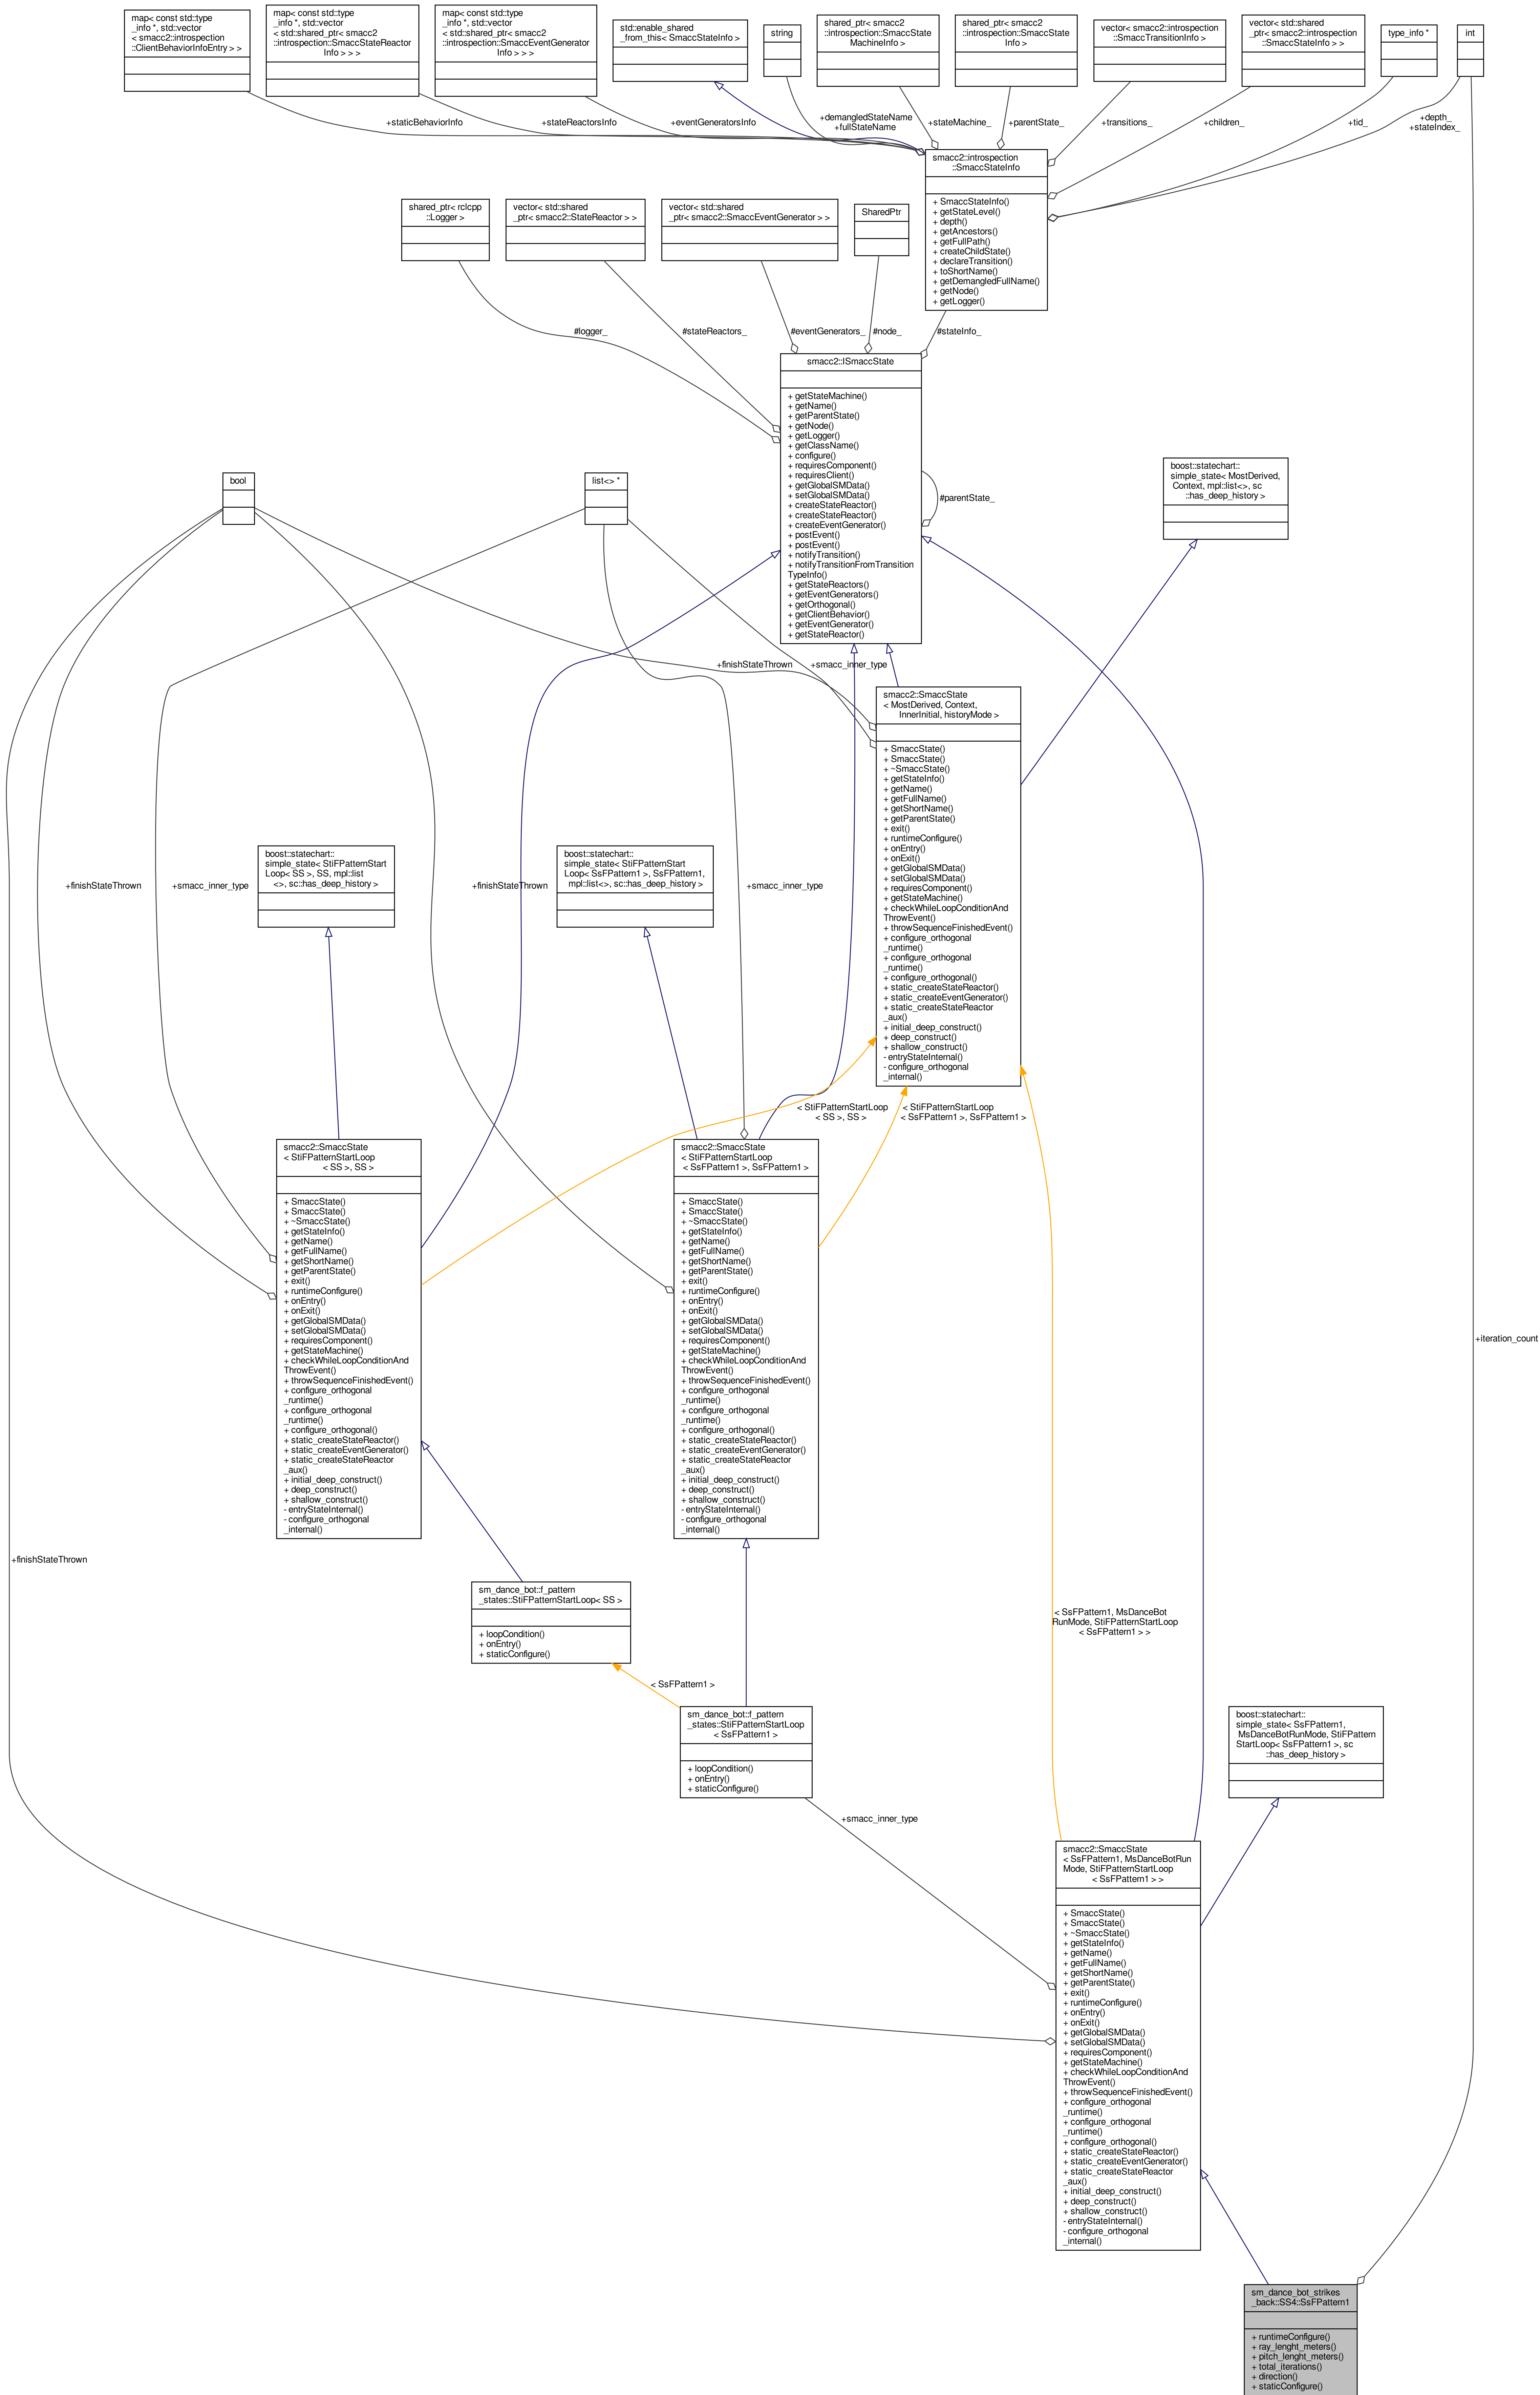 map< const std::type
_info *, std::vector
< smacc2::introspection
::ClientBehaviorInfoEntry > >
map< const std::type
_info *, std::vector
< std::shared_ptr< smacc2
::introspection::SmaccStateReactor
Info > > >
map< const std::type
_info *, std::vector
< std::shared_ptr< smacc2
::introspection::SmaccEventGenerator
Info > > >
std::enable_shared
_from_this< SmaccStateInfo >
string
shared_ptr< smacc2
::introspection::SmaccState
MachineInfo >
shared_ptr< smacc2
::introspection::SmaccState
Info >
vector< smacc2::introspection
::SmaccTransitionInfo >
vector< std::shared
_ptr< smacc2::introspection
::SmaccStateInfo > >
type_info *
int
+staticBehaviorInfo
+stateReactorsInfo
+eventGeneratorsInfo
+demangledStateName
+fullStateName
+stateMachine_
+parentState_
+transitions_
+children_
+tid_
+depth_
+stateIndex_
smacc2::introspection
::SmaccStateInfo
+ SmaccStateInfo()
+ getStateLevel()
+ depth()
+ getAncestors()
+ getFullPath()
+ createChildState()
+ declareTransition()
+ toShortName()
+ getDemangledFullName()
+ getNode()
+ getLogger()
shared_ptr< rclcpp
::Logger >
vector< std::shared
_ptr< smacc2::StateReactor > >
vector< std::shared
_ptr< smacc2::SmaccEventGenerator > >
SharedPtr
#logger_
#stateReactors_
#eventGenerators_
#node_
#stateInfo_
smacc2::ISmaccState
+ getStateMachine()
+ getName()
+ getParentState()
+ getNode()
+ getLogger()
+ getClassName()
+ configure()
+ requiresComponent()
+ requiresClient()
+ getGlobalSMData()
+ setGlobalSMData()
+ createStateReactor()
+ createStateReactor()
+ createEventGenerator()
+ postEvent()
+ postEvent()
+ notifyTransition()
+ notifyTransitionFromTransition
TypeInfo()
+ getStateReactors()
+ getEventGenerators()
+ getOrthogonal()
+ getClientBehavior()
+ getEventGenerator()
+ getStateReactor()
#parentState_
bool
list<> *
boost::statechart::
simple_state< MostDerived,
Context, mpl::list<>, sc
::has_deep_history >
+finishStateThrown
+smacc_inner_type
smacc2::SmaccState
< MostDerived, Context,
InnerInitial, historyMode >
+ SmaccState()
+ SmaccState()
+ ~SmaccState()
+ getStateInfo()
+ getName()
+ getFullName()
+ getShortName()
+ getParentState()
+ exit()
+ runtimeConfigure()
+ onEntry()
+ onExit()
+ getGlobalSMData()
+ setGlobalSMData()
+ requiresComponent()
+ getStateMachine()
+ checkWhileLoopConditionAnd
ThrowEvent()
+ throwSequenceFinishedEvent()
+ configure_orthogonal
_runtime()
+ configure_orthogonal
_runtime()
+ configure_orthogonal()
+ static_createStateReactor()
+ static_createEventGenerator()
+ static_createStateReactor
_aux()
+ initial_deep_construct()
+ deep_construct()
+ shallow_construct()
- entryStateInternal()
- configure_orthogonal
_internal()
boost::statechart::
simple_state< StiFPatternStart
Loop< SS >, SS, mpl::list
<>, sc::has_deep_history >
boost::statechart::
simple_state< StiFPatternStart
Loop< SsFPattern1 >, SsFPattern1,
mpl::list<>, sc::has_deep_history >
+finishStateThrown
+smacc_inner_type
+finishStateThrown
+smacc_inner_type
< StiFPatternStartLoop
< SS >, SS >
< StiFPatternStartLoop
< SsFPattern1 >, SsFPattern1 >
smacc2::SmaccState
< StiFPatternStartLoop
< SS >, SS >
+ SmaccState()
+ SmaccState()
+ ~SmaccState()
+ getStateInfo()
+ getName()
+ getFullName()
+ getShortName()
+ getParentState()
+ exit()
+ runtimeConfigure()
+ onEntry()
+ onExit()
+ getGlobalSMData()
+ setGlobalSMData()
+ requiresComponent()
+ getStateMachine()
+ checkWhileLoopConditionAnd
ThrowEvent()
+ throwSequenceFinishedEvent()
+ configure_orthogonal
_runtime()
+ configure_orthogonal
_runtime()
+ configure_orthogonal()
+ static_createStateReactor()
+ static_createEventGenerator()
+ static_createStateReactor
_aux()
+ initial_deep_construct()
+ deep_construct()
+ shallow_construct()
- entryStateInternal()
- configure_orthogonal
_internal()
smacc2::SmaccState
< StiFPatternStartLoop
< SsFPattern1 >, SsFPattern1 >
+ SmaccState()
+ SmaccState()
+ ~SmaccState()
+ getStateInfo()
+ getName()
+ getFullName()
+ getShortName()
+ getParentState()
+ exit()
+ runtimeConfigure()
+ onEntry()
+ onExit()
+ getGlobalSMData()
+ setGlobalSMData()
+ requiresComponent()
+ getStateMachine()
+ checkWhileLoopConditionAnd
ThrowEvent()
+ throwSequenceFinishedEvent()
+ configure_orthogonal
_runtime()
+ configure_orthogonal
_runtime()
+ configure_orthogonal()
+ static_createStateReactor()
+ static_createEventGenerator()
+ static_createStateReactor
_aux()
+ initial_deep_construct()
+ deep_construct()
+ shallow_construct()
- entryStateInternal()
- configure_orthogonal
_internal()
+iteration_count
+finishStateThrown
sm_dance_bot::f_pattern
_states::StiFPatternStartLoop< SS >
+ loopCondition()
+ onEntry()
+ staticConfigure()
< SsFPattern1, MsDanceBot
RunMode, StiFPatternStartLoop
< SsFPattern1 > >
< SsFPattern1 >
sm_dance_bot::f_pattern
_states::StiFPatternStartLoop
< SsFPattern1 >
+ loopCondition()
+ onEntry()
+ staticConfigure()
boost::statechart::
simple_state< SsFPattern1,
MsDanceBotRunMode, StiFPattern
StartLoop< SsFPattern1 >, sc
::has_deep_history >
+smacc_inner_type
smacc2::SmaccState
< SsFPattern1, MsDanceBotRun
Mode, StiFPatternStartLoop
< SsFPattern1 > >
+ SmaccState()
+ SmaccState()
+ ~SmaccState()
+ getStateInfo()
+ getName()
+ getFullName()
+ getShortName()
+ getParentState()
+ exit()
+ runtimeConfigure()
+ onEntry()
+ onExit()
+ getGlobalSMData()
+ setGlobalSMData()
+ requiresComponent()
+ getStateMachine()
+ checkWhileLoopConditionAnd
ThrowEvent()
+ throwSequenceFinishedEvent()
+ configure_orthogonal
_runtime()
+ configure_orthogonal
_runtime()
+ configure_orthogonal()
+ static_createStateReactor()
+ static_createEventGenerator()
+ static_createStateReactor
_aux()
+ initial_deep_construct()
+ deep_construct()
+ shallow_construct()
- entryStateInternal()
- configure_orthogonal
_internal()
sm_dance_bot_strikes
_back::SS4::SsFPattern1
+ runtimeConfigure()
+ ray_lenght_meters()
+ pitch_lenght_meters()
+ total_iterations()
+ direction()
+ staticConfigure()